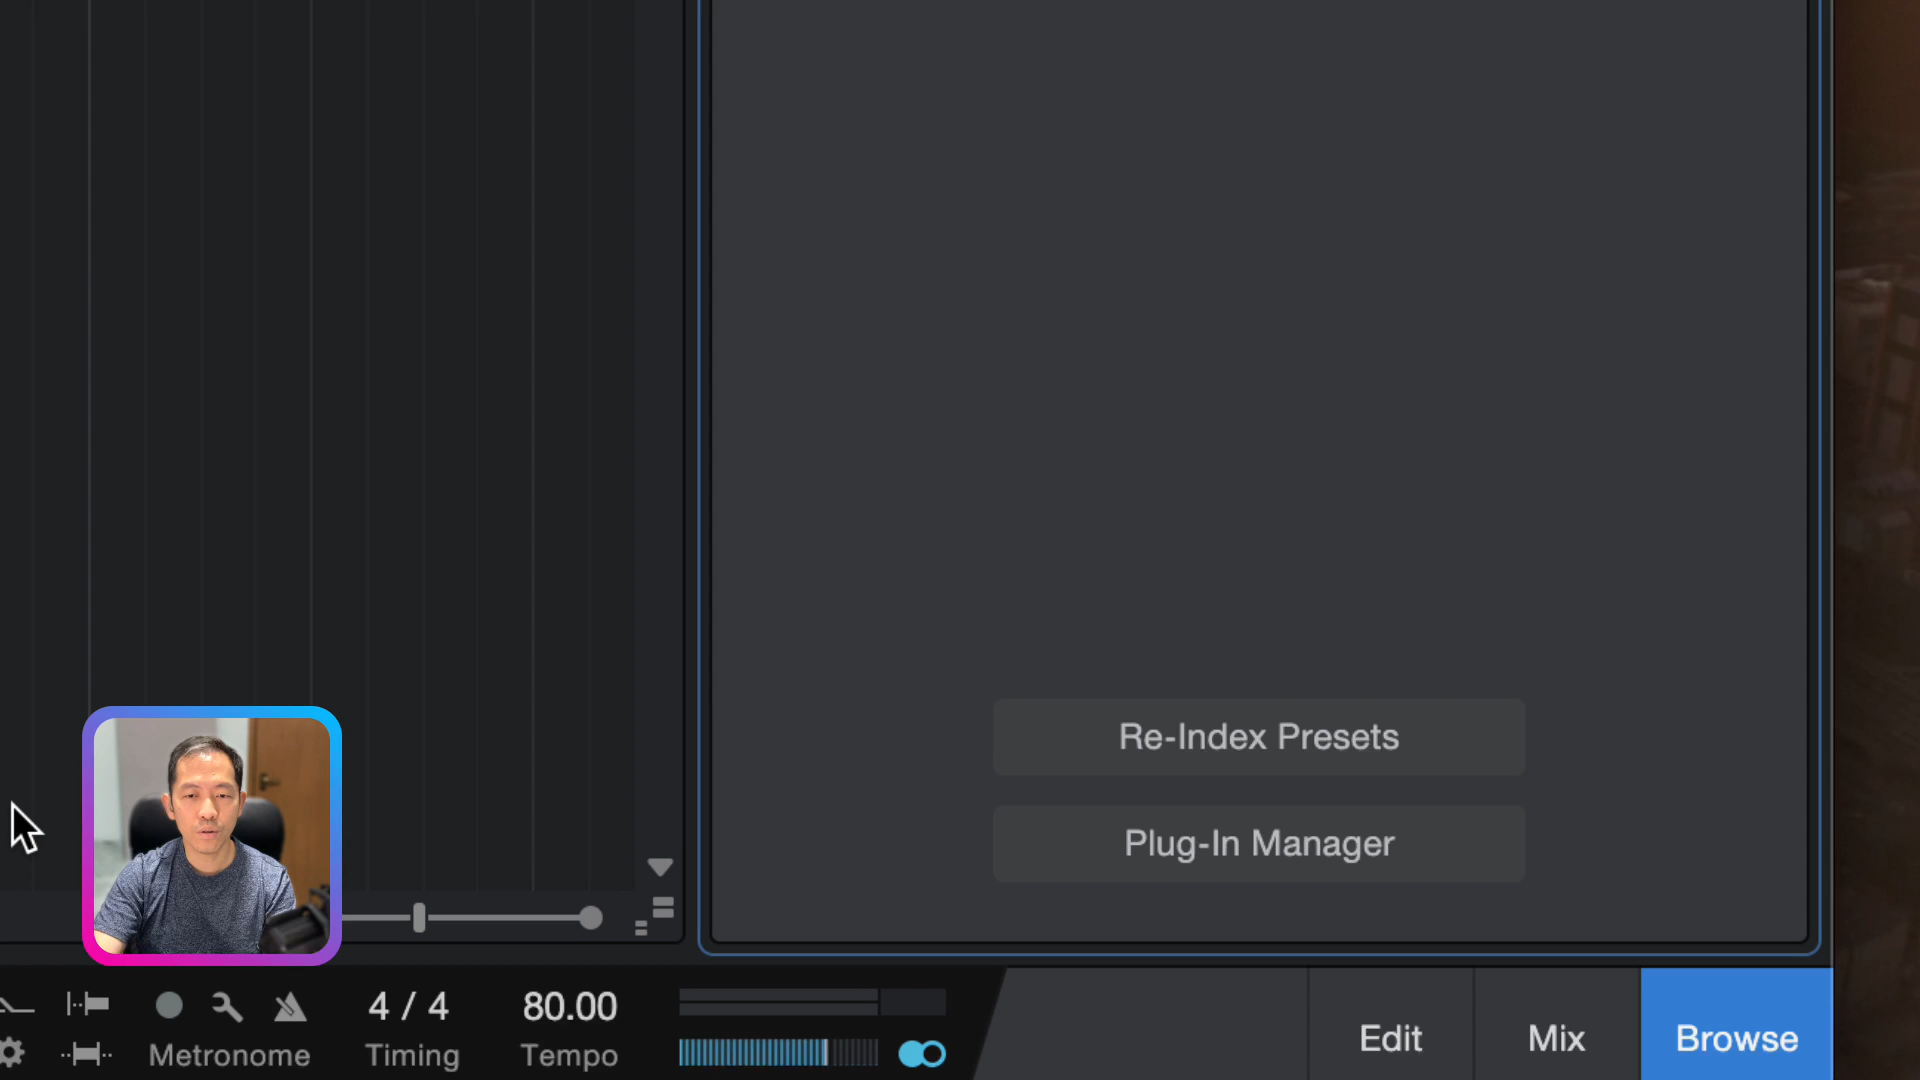 Re-Index Presets
Plug-In Manager
4 / 4
80.00
Metronome
Timing
Tempo
Edit
Mix
Browse